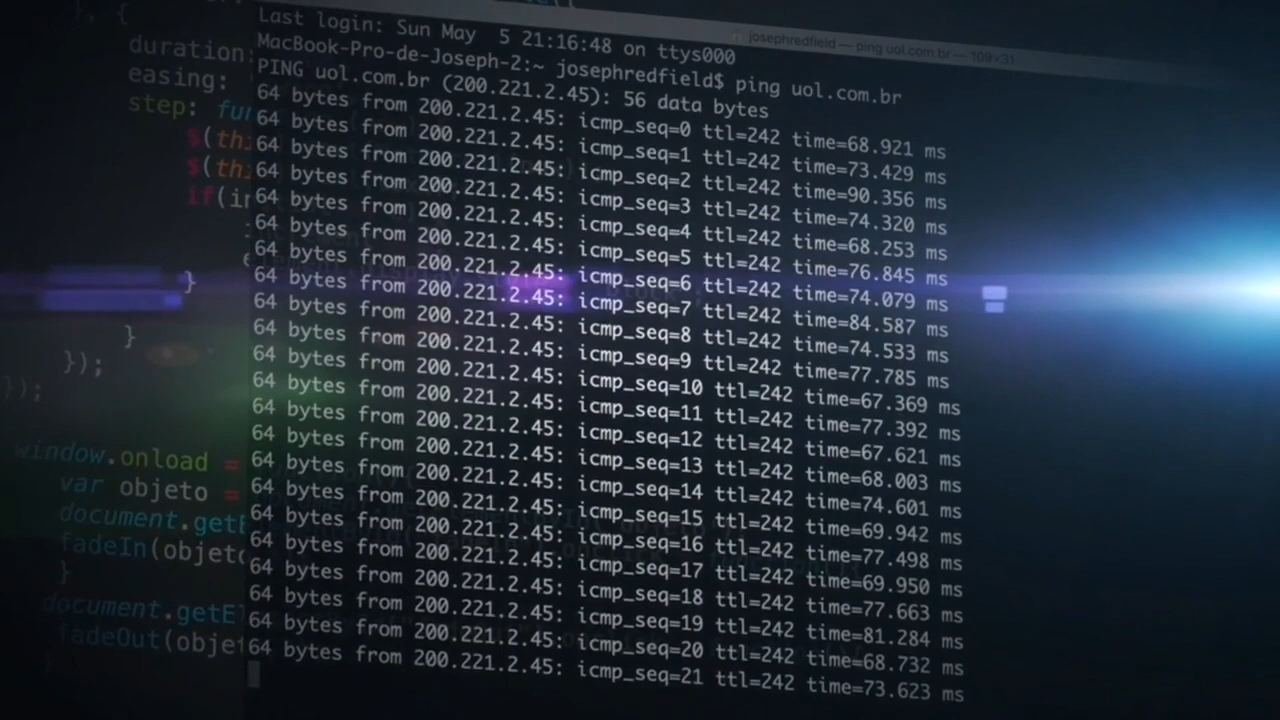 josephredfield — ping uol.com.br — 109×31
Last login: Sun May  5 21:16:48 on ttys000
MacBook-Pro-de-Joseph-2:~ josephredfield$ ping uol.com.br
PING uol.com.br (200.221.2.45): 56 data bytes
64 bytes from 200.221.2.45: icmp_seq=0 ttl=242 time=68.921 ms
64 bytes from 200.221.2.45: icmp_seq=1 ttl=242 time=73.429 ms
64 bytes from 200.221.2.45: icmp_seq=2 ttl=242 time=90.356 ms
64 bytes from 200.221.2.45: icmp_seq=3 ttl=242 time=74.320 ms
64 bytes from 200.221.2.45: icmp_seq=4 ttl=242 time=68.253 ms
64 bytes from 200.221.2.45: icmp_seq=5 ttl=242 time=76.845 ms
64 bytes from 200.221.2.45: icmp_seq=6 ttl=242 time=74.079 ms
64 bytes from 200.221.2.45: icmp_seq=7 ttl=242 time=84.587 ms
64 bytes from 200.221.2.45: icmp_seq=8 ttl=242 time=74.533 ms
64 bytes from 200.221.2.45: icmp_seq=9 ttl=242 time=77.785 ms
64 bytes from 200.221.2.45: icmp_seq=10 ttl=242 time=67.369 ms
64 bytes from 200.221.2.45: icmp_seq=11 ttl=242 time=77.392 ms
64 bytes from 200.221.2.45: icmp_seq=12 ttl=242 time=67.621 ms
64 bytes from 200.221.2.45: icmp_seq=13 ttl=242 time=68.003 ms
64 bytes from 200.221.2.45: icmp_seq=14 ttl=242 time=74.601 ms
64 bytes from 200.221.2.45: icmp_seq=15 ttl=242 time=69.942 ms
64 bytes from 200.221.2.45: icmp_seq=16 ttl=242 time=77.498 ms
64 bytes from 200.221.2.45: icmp_seq=17 ttl=242 time=69.950 ms
64 bytes from 200.221.2.45: icmp_seq=18 ttl=242 time=77.663 ms
64 bytes from 200.221.2.45: icmp_seq=19 ttl=242 time=81.284 ms
64 bytes from 200.221.2.45: icmp_seq=20 ttl=242 time=68.732 ms
64 bytes from 200.221.2.45: icmp_seq=21 ttl=242 time=73.623 ms
}, {
duration:
easing:
step: fun
$(thi
$(thi
if(in
}
}
});
});
window.onload =
var objeto =
document.getE
fadeIn(objeto
}
document.getEl
fadeOut(objet